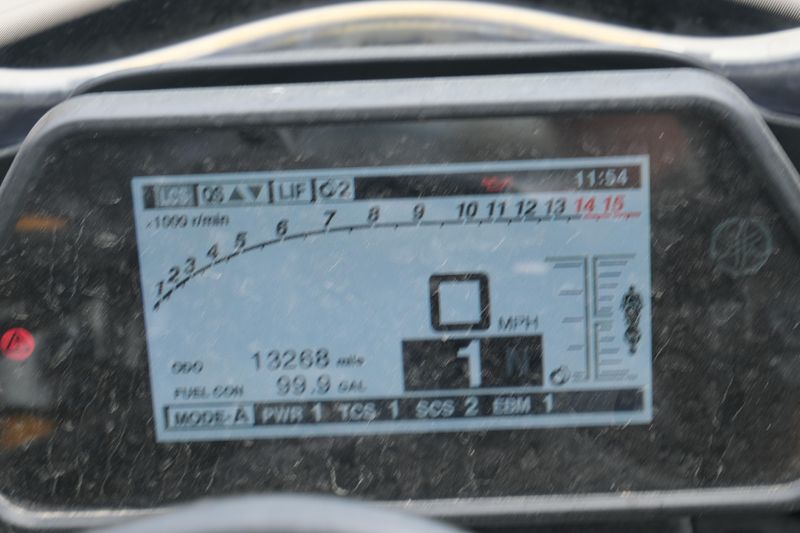 LCS QS ▲▼ LIF 2 11:54
×1000 r/min
1 2 3 4 5 6 7 8 9 10 11 12 13 14 15
0 MPH
ODO 13268 mile
1 N
FUEL CON 99.9 GAL
MODE-A PWR 1 TCS 1 SCS 2 EBM 1